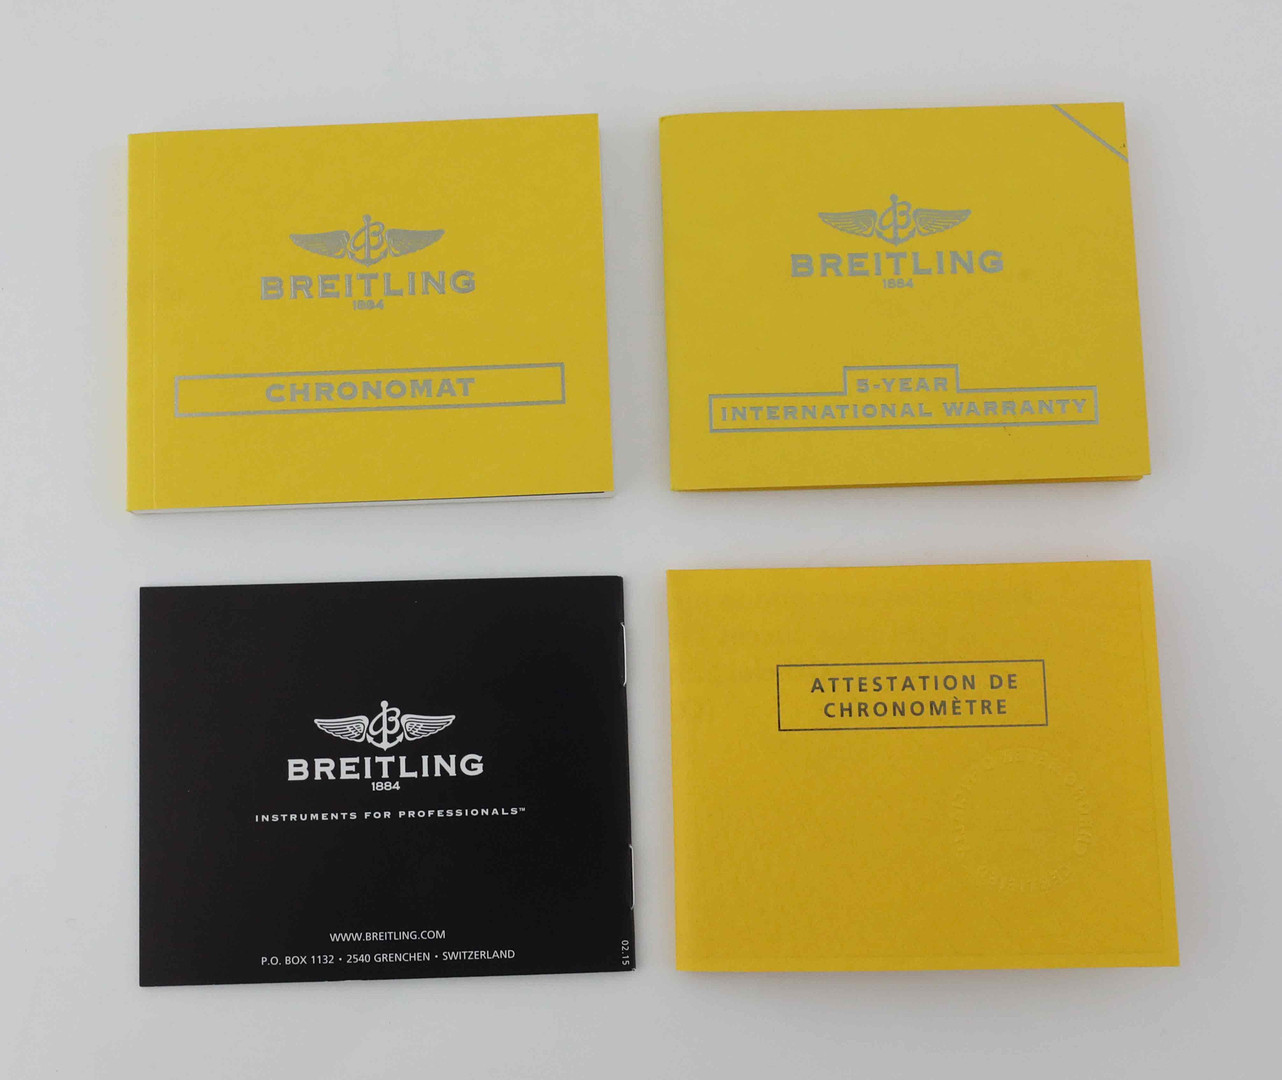 BREITLING
1884
CHRONOMAT
BREITLING
1884
5-YEAR
INTERNATIONAL WARRANTY
BREITLING
1884
INSTRUMENTS FOR PROFESSIONALS™
WWW.BREITLING.COM
P.O. BOX 1132 • 2540 GRENCHEN • SWITZERLAND
02.15
ATTESTATION DE
CHRONOMÈTRE